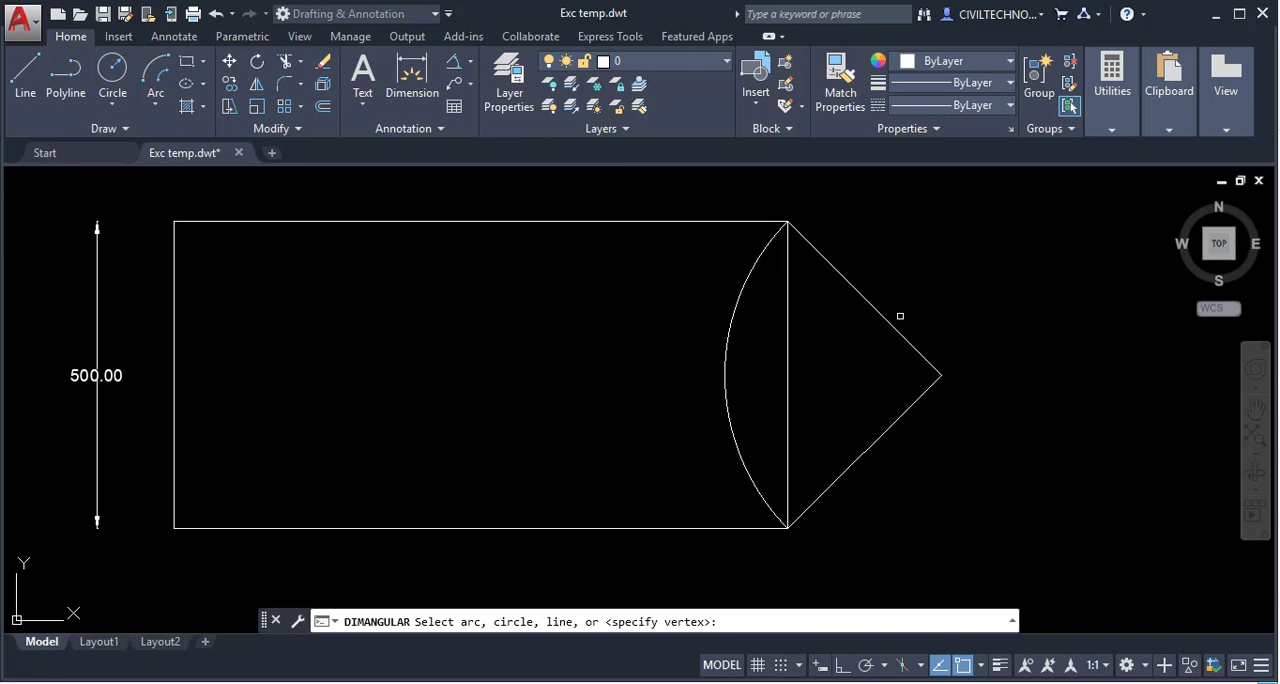 Drafting & Annotation
Exc temp.dwt
Type a keyword or phrase
CIVILTECHNO...
Home Insert Annotate Parametric View Manage Output Add-ins Collaborate Express Tools Featured Apps
0
ByLayer
ByLayer
ByLayer
Line Polyline Circle Arc
Text Dimension
Layer Properties
Insert
Match Properties
Group
Utilities Clipboard View
Draw Modify Annotation Layers Block Properties Groups
Start Exc temp.dwt*
N
W TOP E
S
WCS
500.00
Y
X
DIMANGULAR Select arc, circle, line, or <specify vertex>:
Model Layout1 Layout2
MODEL 1:1